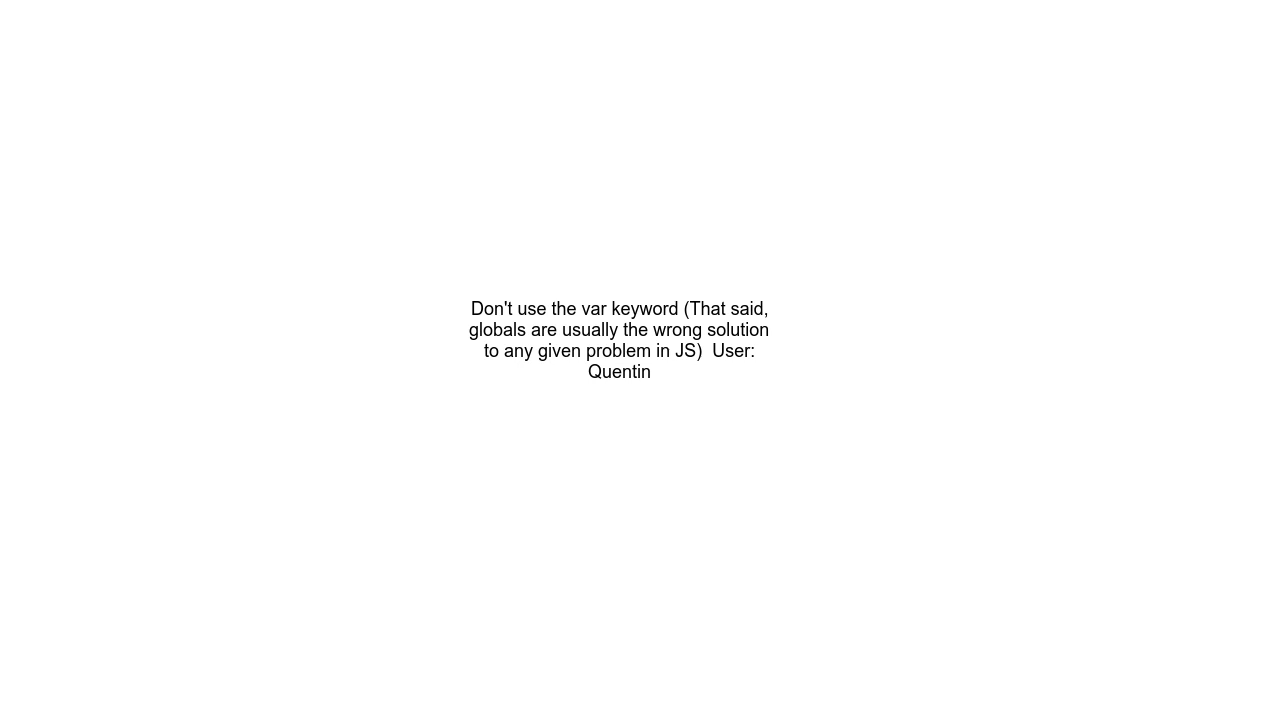 Don't use the var keyword (That said,
globals are usually the wrong solution
to any given problem in JS)  User:
Quentin